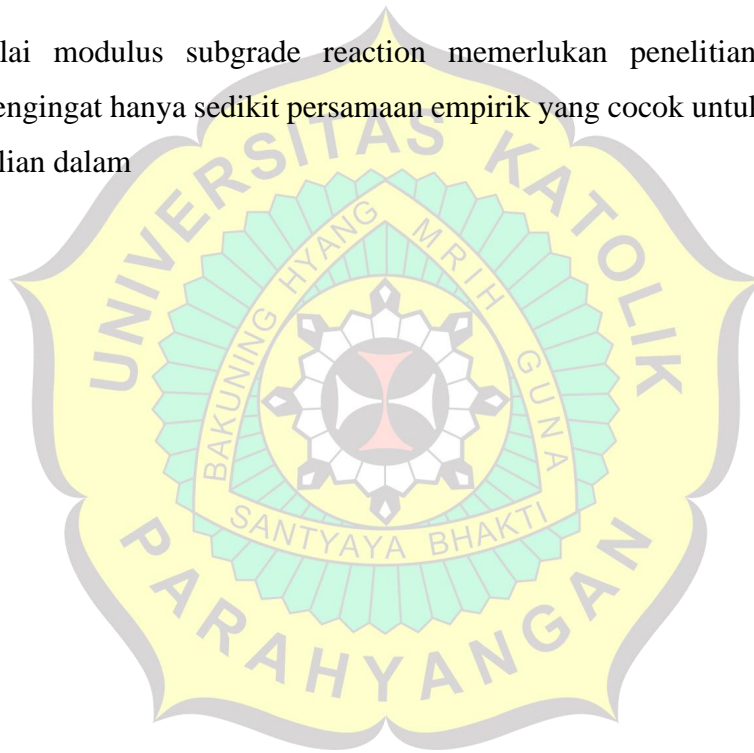 lai modulus subgrade reaction memerlukan penelitian
engingat hanya sedikit persamaan empirik yang cocok untuk
lian dalam
UNIVERSITAS KATOLIK
BAKUNING HYANG MRIH GUNA
SANTYAYA BHAKTI
PARAHYANGAN